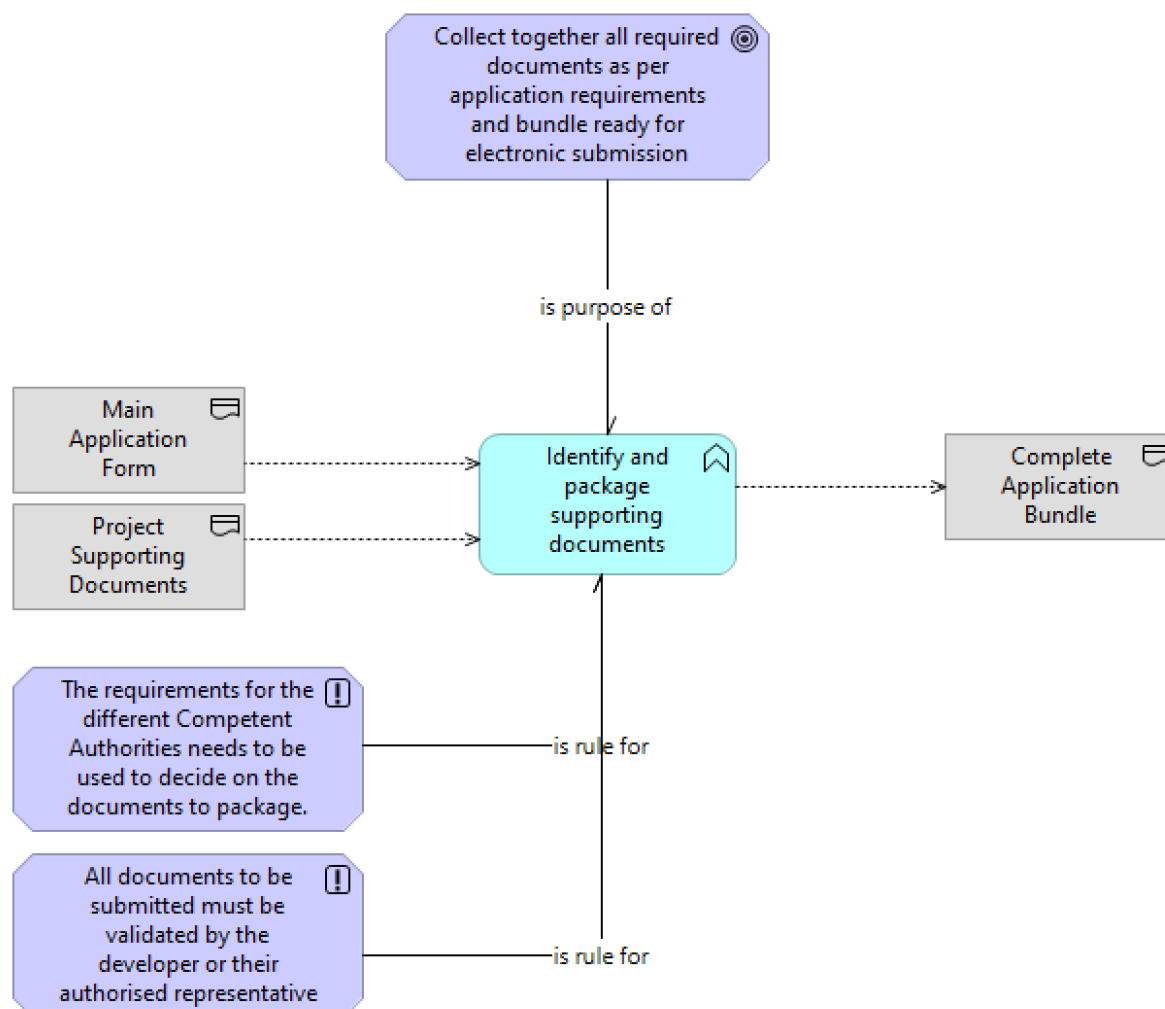 Collect together all required
documents as per
application requirements
and bundle ready for
electronic submission
is purpose of
Main
Application
Form
Project
Supporting
Documents
Identify and
package
supporting
documents
Complete
Application
Bundle
The requirements for the
different Competent
Authorities needs to be
used to decide on the
documents to package.
is rule for
All documents to be
submitted must be
validated by the
developer or their
authorised representative
is rule for